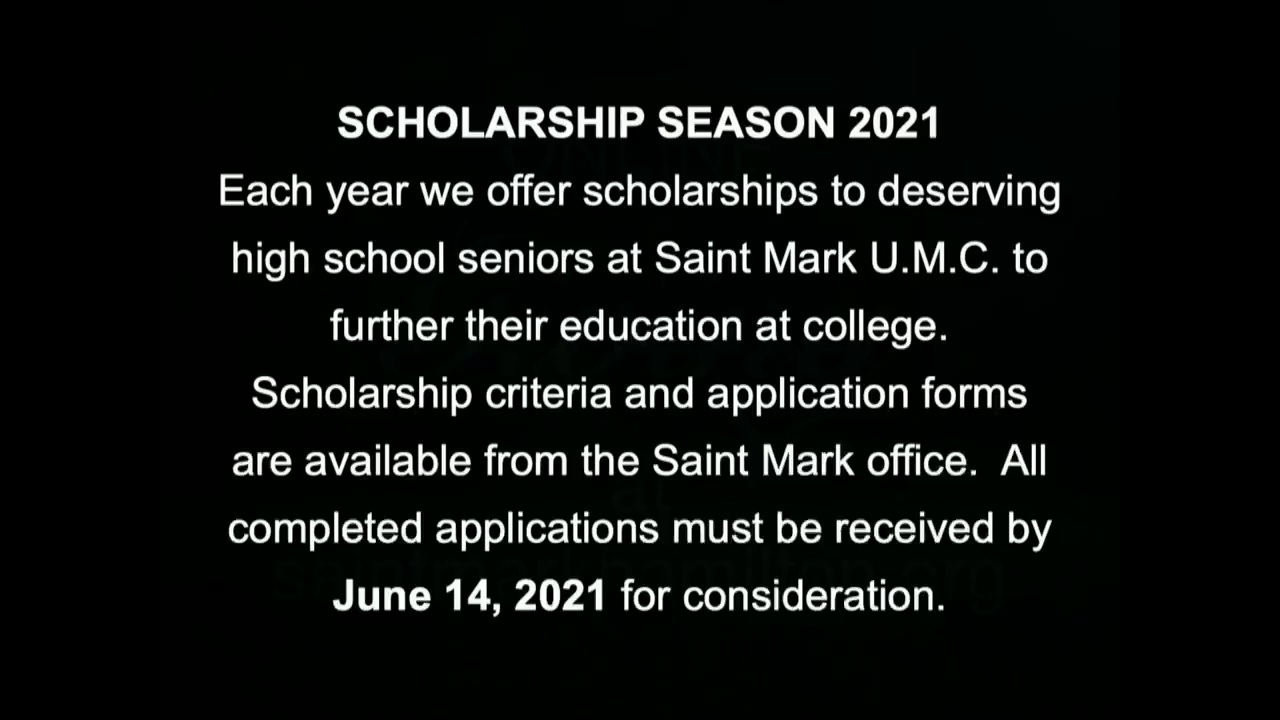 SCHOLARSHIP SEASON 2021
Each year we offer scholarships to deserving
high school seniors at Saint Mark U.M.C. to
further their education at college.
Scholarship criteria and application forms
are available from the Saint Mark office.  All
completed applications must be received by
June 14, 2021 for consideration.